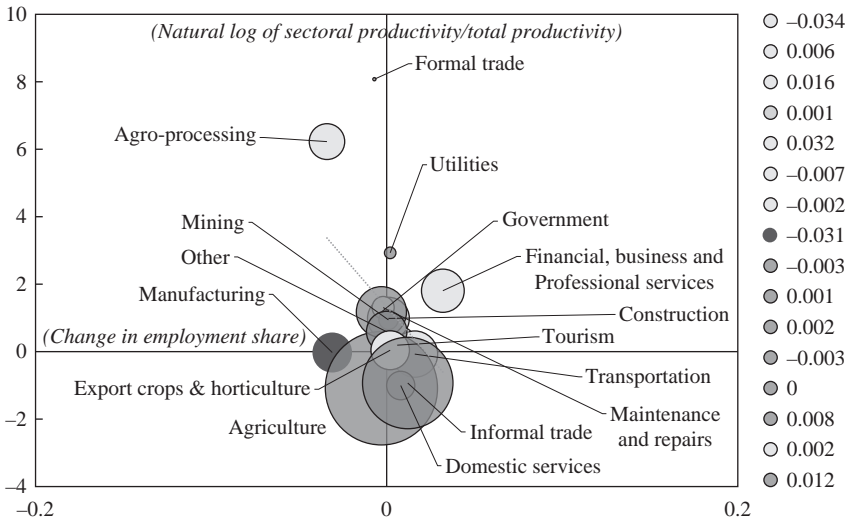 10
(Natural log of sectoral productivity/total productivity)
Formal trade
8
Agro-processing
6
Utilities
4
Mining
Government
Other
Financial, business and
Professional services
2
Manufacturing
Construction
(Change in employment share)
Tourism
0
Export crops & horticulture
Transportation
Agriculture
Informal trade
Maintenance
and repairs
–2
Domestic services
–4
–0.2
0
0.2
–0.034
0.006
0.016
0.001
0.032
–0.007
–0.002
–0.031
–0.003
0.001
0.002
–0.003
0
0.008
0.002
0.012